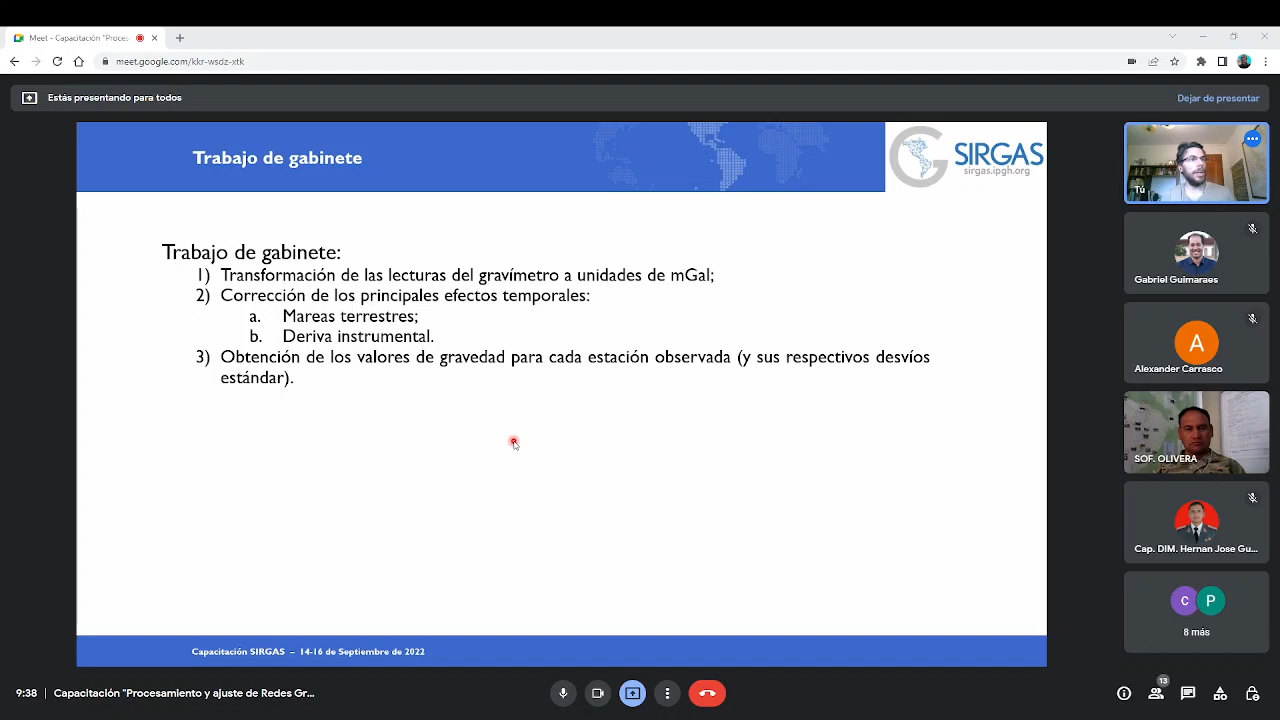 Meet - Capacitación "Proces
meet.google.com/kkr-wsdz-xtk
Estás presentando para todos
Dejar de presentar
Trabajo de gabinete
SIRGAS
sirgas.ipgh.org
Trabajo de gabinete:
1) Transformación de las lecturas del gravímetro a unidades de mGal;
2) Corrección de los principales efectos temporales:
a. Mareas terrestres;
b. Deriva instrumental.
3) Obtención de los valores de gravedad para cada estación observada (y sus respectivos desvíos
estándar).
Capacitación SIRGAS – 14-16 de Septiembre de 2022
Tú
Gabriel Guimaraes
A
Alexander Carrasco
SOF. OLIVERA
Cap. DIM. Hernan Jose Gu...
c P
8 más
9:38 | Capacitación "Procesamiento y ajuste de Redes Gr...
13